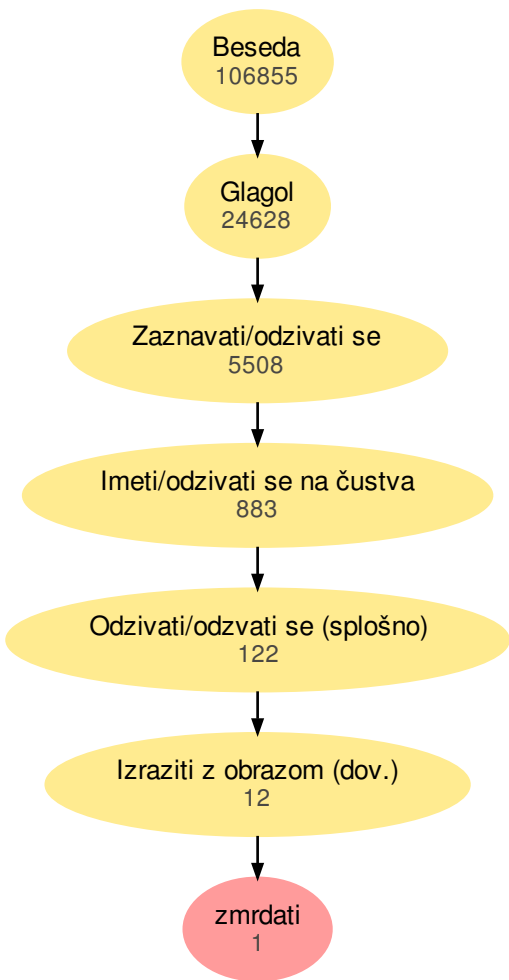 Beseda
106855
Glagol
24628
Zaznavati/odzivati se
5508
Imeti/odzivati se na čustva
883
Odzivati/odzvati se (splošno)
122
Izraziti z obrazom (dov.)
12
zmrdati
1